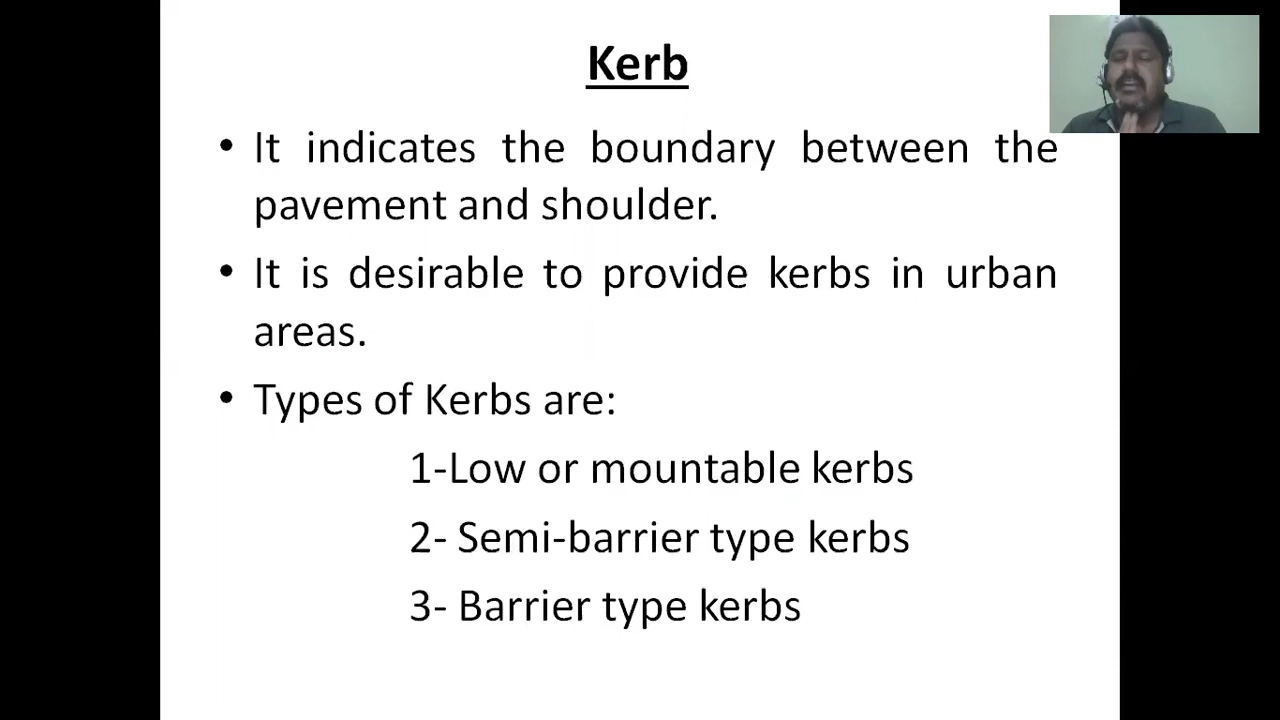 Kerb
• It indicates the boundary between the
pavement and shoulder.
• It is desirable to provide kerbs in urban
areas.
• Types of Kerbs are:
1-Low or mountable kerbs
2- Semi-barrier type kerbs
3- Barrier type kerbs